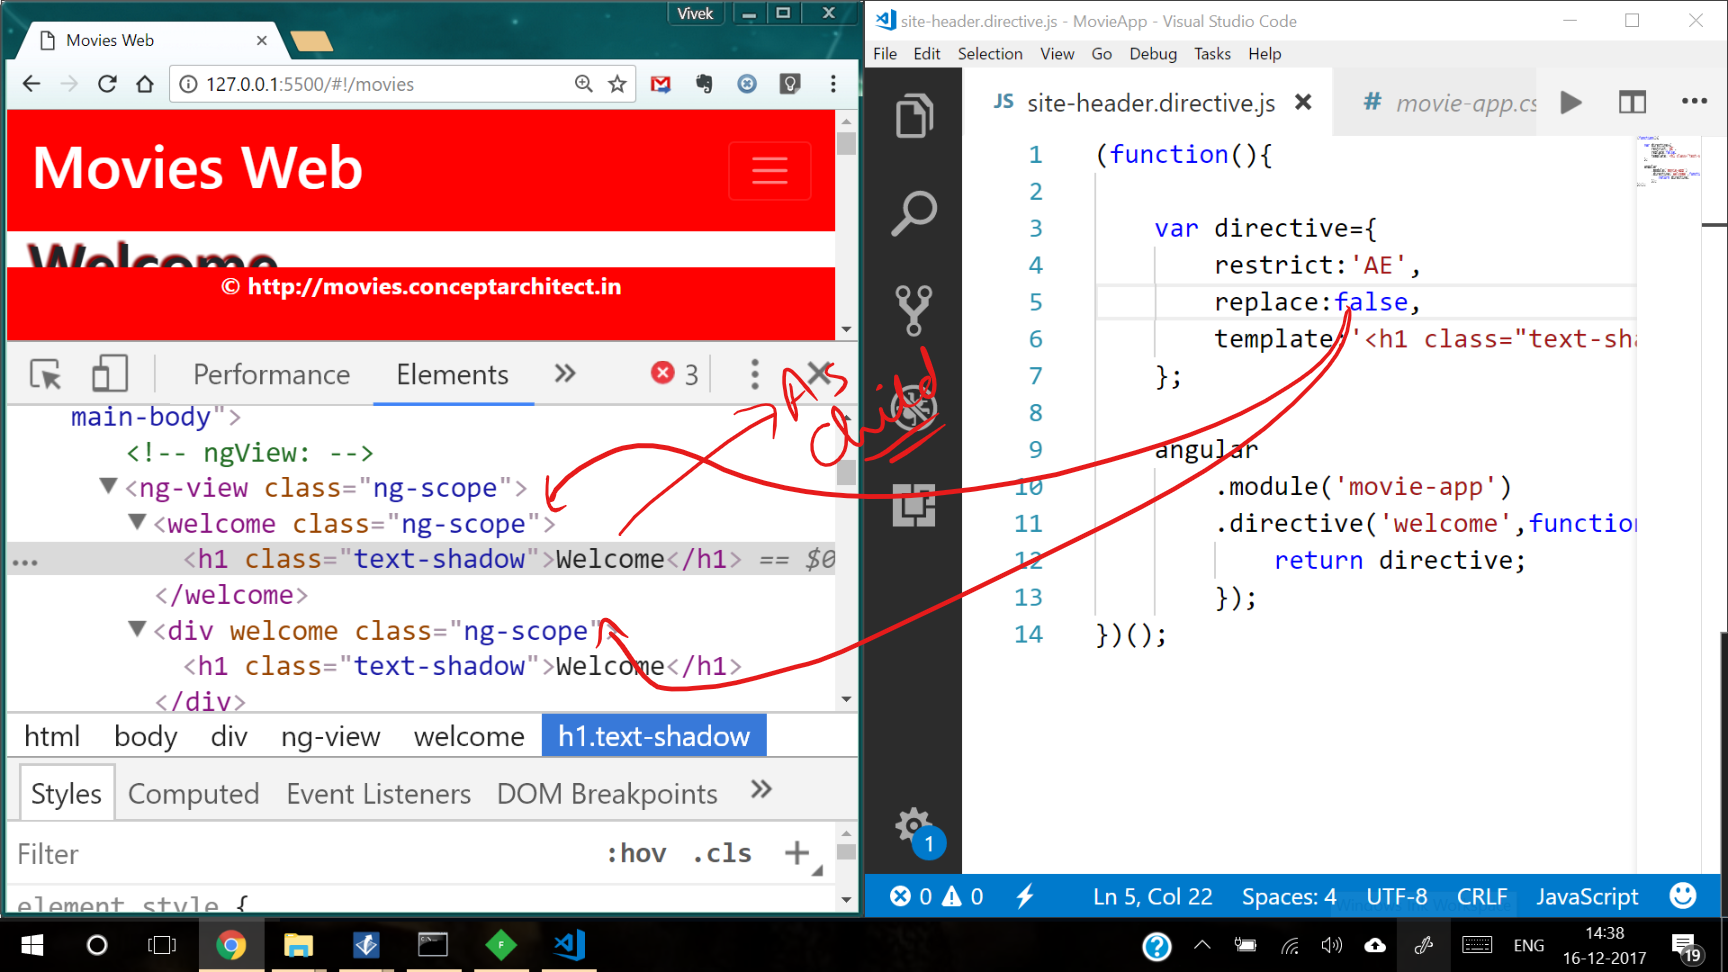 Vivek
Movies Web
127.0.0.1:5500/#!/movies
Movies Web
Welcome
© http://movies.conceptarchitect.in
Performance Elements » 3
main-body">
<!-- ngView: -->
<ng-view class="ng-scope">
<welcome class="ng-scope">
... <h1 class="text-shadow">Welcome</h1> == $0
</welcome>
<div welcome class="ng-scope">
<h1 class="text-shadow">Welcome</h1>
</div>
As
child
html body div ng-view welcome h1.text-shadow
Styles Computed Event Listeners DOM Breakpoints »
Filter :hov .cls +
element.style {
site-header.directive.js - MovieApp - Visual Studio Code
File Edit Selection View Go Debug Tasks Help
JS site-header.directive.js # movie-app.cs
1 (function(){
2
3 var directive={
4 restrict:'AE',
5 replace:false,
6 template:'<h1 class="text-sha
7 };
8
9 angular
10 .module('movie-app')
11 .directive('welcome',function
12 return directive;
13 });
14 })();
1
0 0 Ln 5, Col 22 Spaces: 4 UTF-8 CRLF JavaScript
ENG 14:38
16-12-2017
19